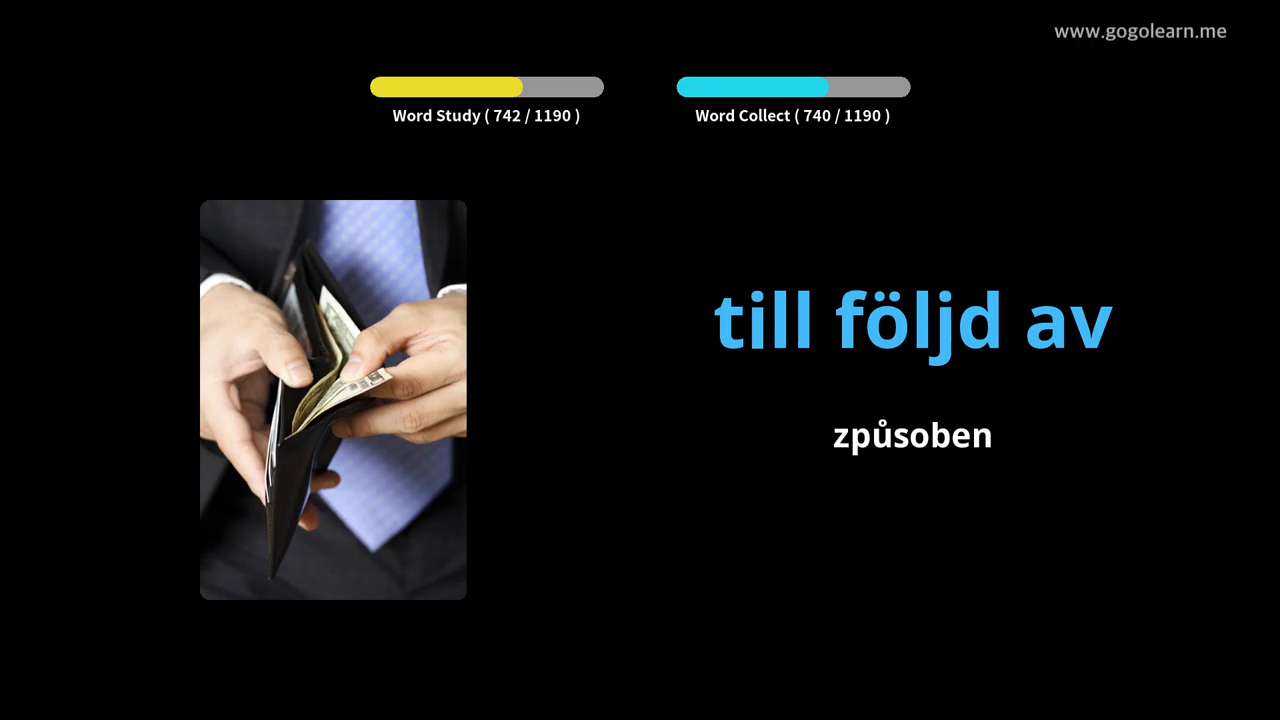 www.gogolearn.me
Word Study ( 742 / 1190 )
Word Collect ( 740 / 1190 )
till följd av
způsoben